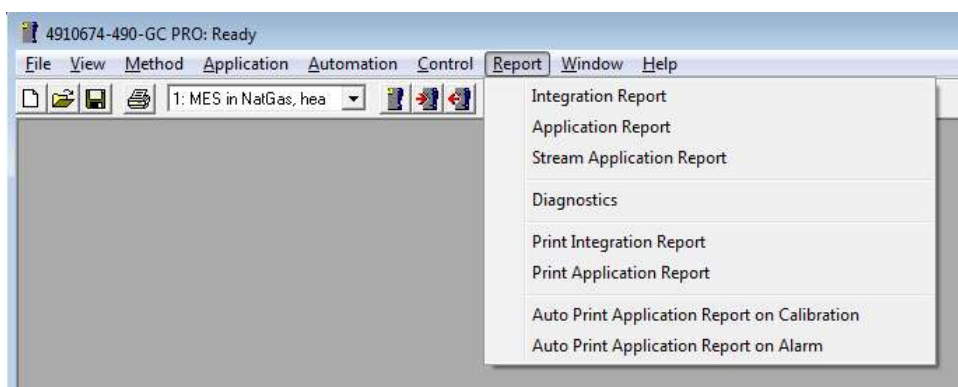 4910674-490-GC PRO: Ready
File View Method Application Automation Control Report Window Help
1: MES in NatGas, hea
Integration Report
Application Report
Stream Application Report
Diagnostics
Print Integration Report
Print Application Report
Auto Print Application Report on Calibration
Auto Print Application Report on Alarm